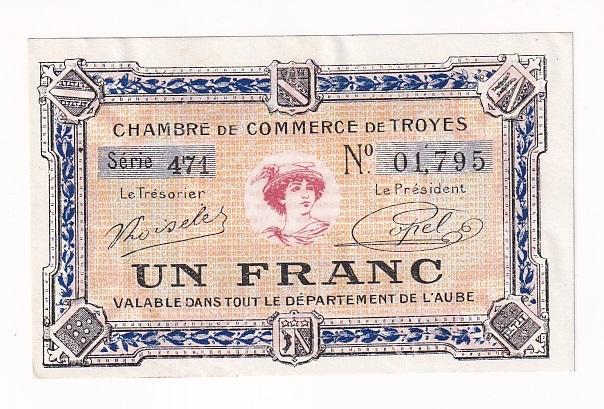 CHAMBRE DE COMMERCE DE TROYES
Série 471 Nº 01,795
Le Trésorier Le Président
UN FRANC
VALABLE DANS TOUT LE DÉPARTEMENT DE L'AUBE